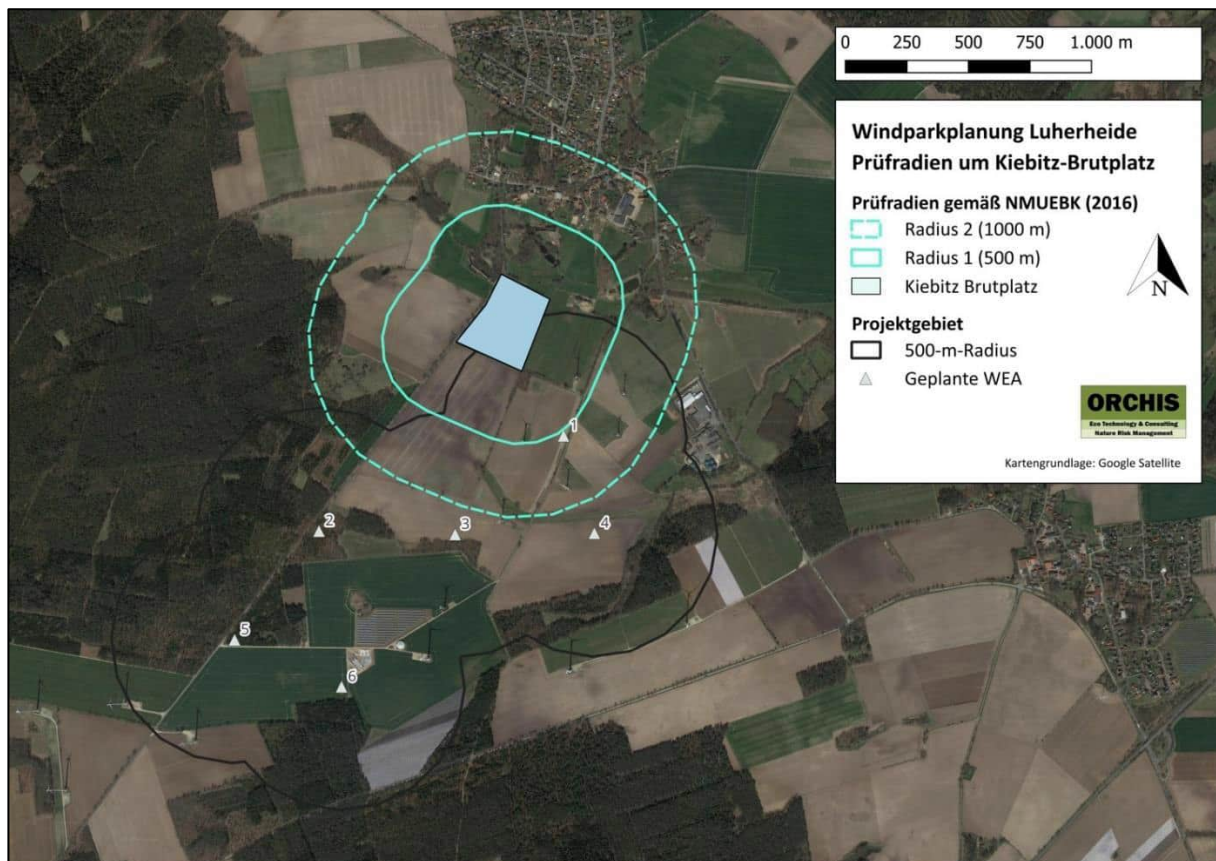 0 250 500 750 1.000 m
Windparkplanung Luherheide
Prüfradien um Kiebitz-Brutplatz
Prüfradien gemäß NMUEBK (2016)
Radius 2 (1000 m)
Radius 1 (500 m)
Kiebitz Brutplatz
N
Projektgebiet
500-m-Radius
Geplante WEA
ORCHIS
Eco Technology & Consulting
Nature Risk Management
Kartengrundlage: Google Satellite
1
2
3
4
5
6